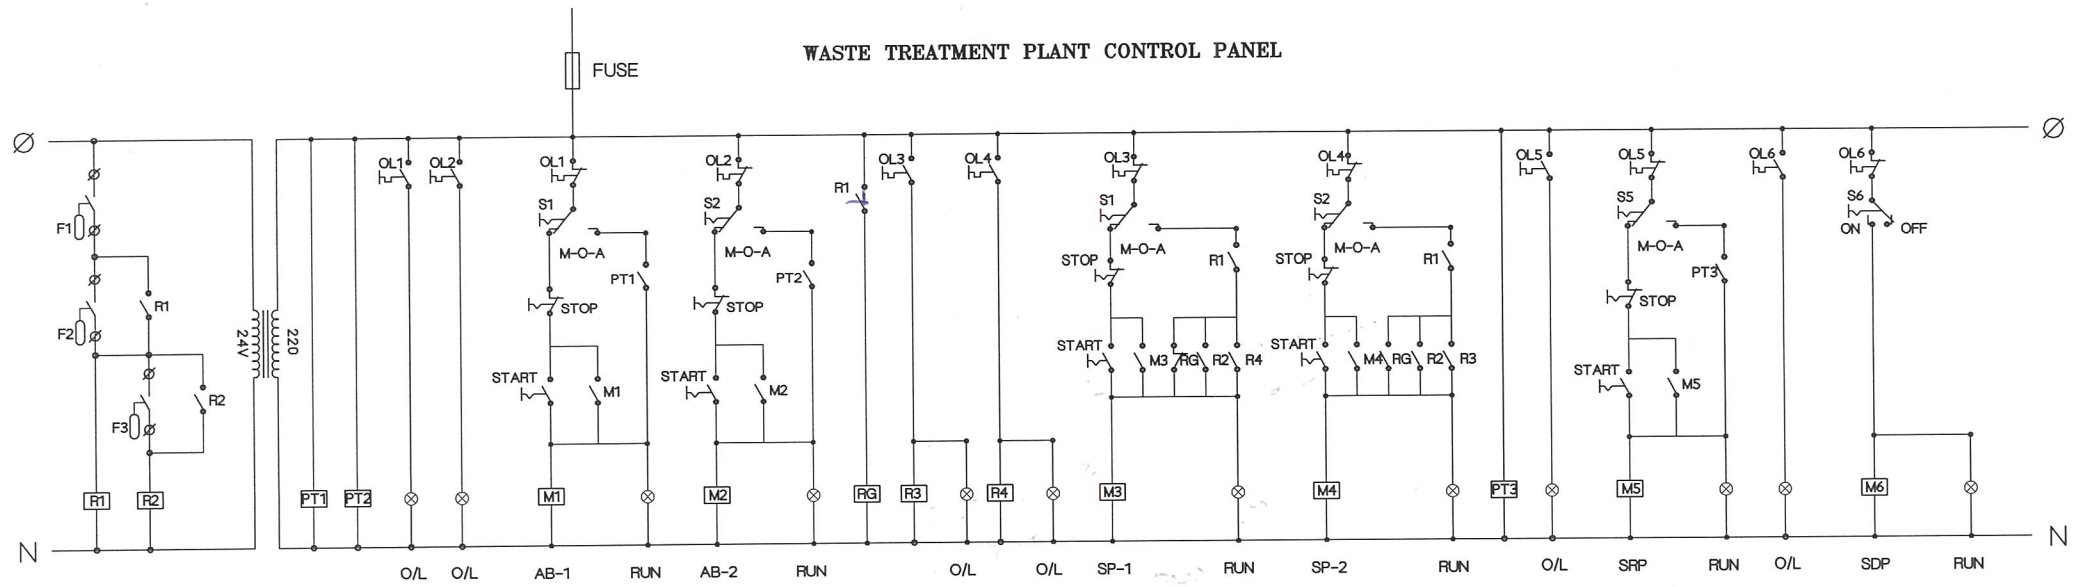 WASTE TREATMENT PLANT CONTROL PANEL
FUSE
Ø Ø
OL1 OL2 OL1 OL2 OL3 OL4 OL3 OL4 OL5 OL5 OL6 OL6
R1
S1 S2 S1 S2 S5 S6
F1
M-O-A M-O-A M-O-A M-O-A M-O-A ON OFF
STOP STOP
R1 R1
PT1 PT2 PT3
R1 STOP STOP STOP
F2
24V 220
START M3 RG R2 R4 START M4 RG R2 R3
START M1 START M2 START M5
R2
F3
R1 R2 PT1 PT2 M1 M2 RG R3 R4 M3 M4 PT3 M5 M6
N N
O/L O/L AB-1 RUN AB-2 RUN O/L O/L SP-1 RUN SP-2 RUN O/L SRP RUN O/L SDP RUN